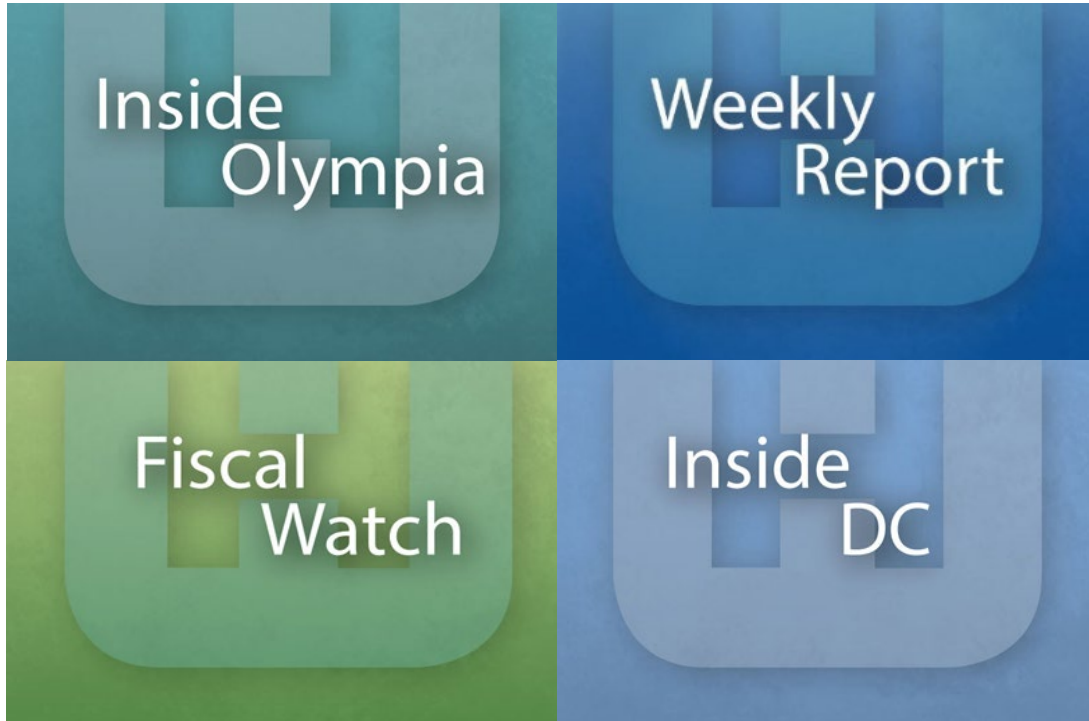 Inside
Olympia
Weekly
Report
Fiscal
Watch
Inside
DC